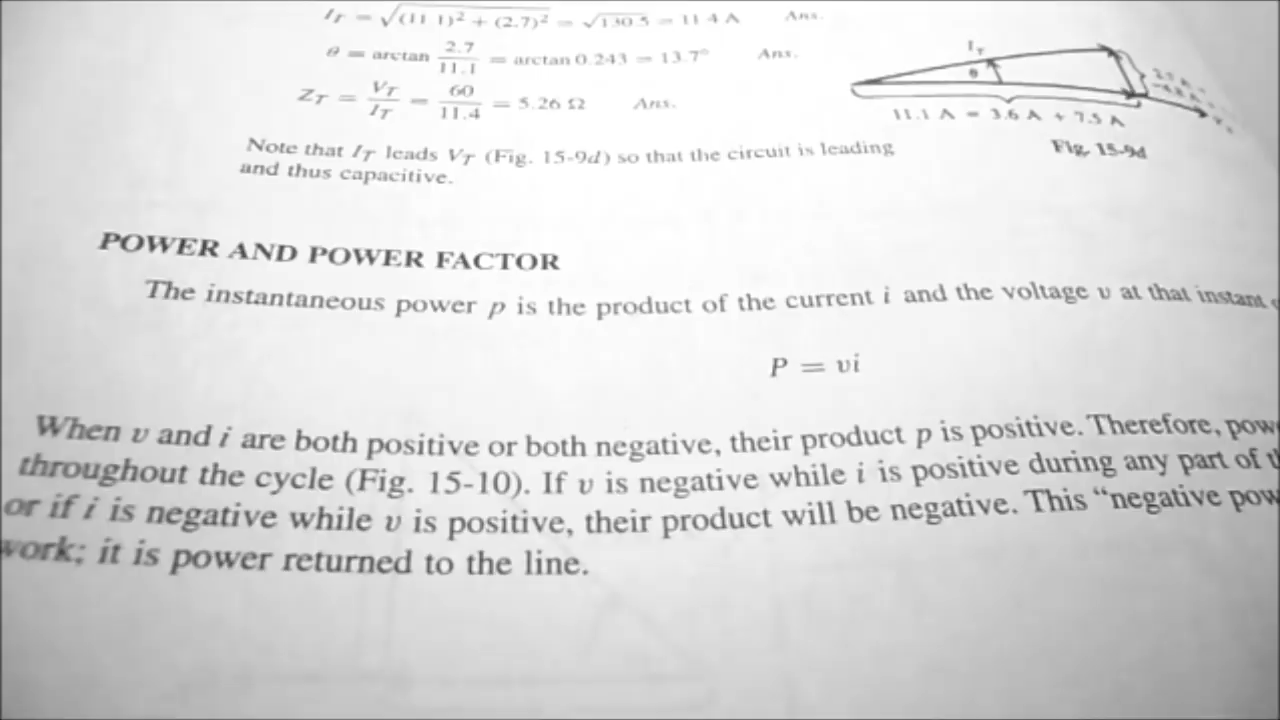 I_T = √(11.1)² + (2.7)² = √130.5 = 11.4 A Ans.
θ = arctan 2.7/11.1 = arctan 0.243 = 13.7° Ans.
Z_T = V_T/I_T = 60/11.4 = 5.26 Ω Ans.
I_T
θ
11.1 A = 3.6 A + 7.5 A
Fig. 15-9d
Note that I_T leads V_T (Fig. 15-9d) so that the circuit is leading
and thus capacitive.
POWER AND POWER FACTOR
The instantaneous power p is the product of the current i and the voltage v at that instant
P = vi
When v and i are both positive or both negative, their product p is positive. Therefore, pow
throughout the cycle (Fig. 15-10). If v is negative while i is positive during any part of t
or if i is negative while v is positive, their product will be negative. This “negative pow
work; it is power returned to the line.